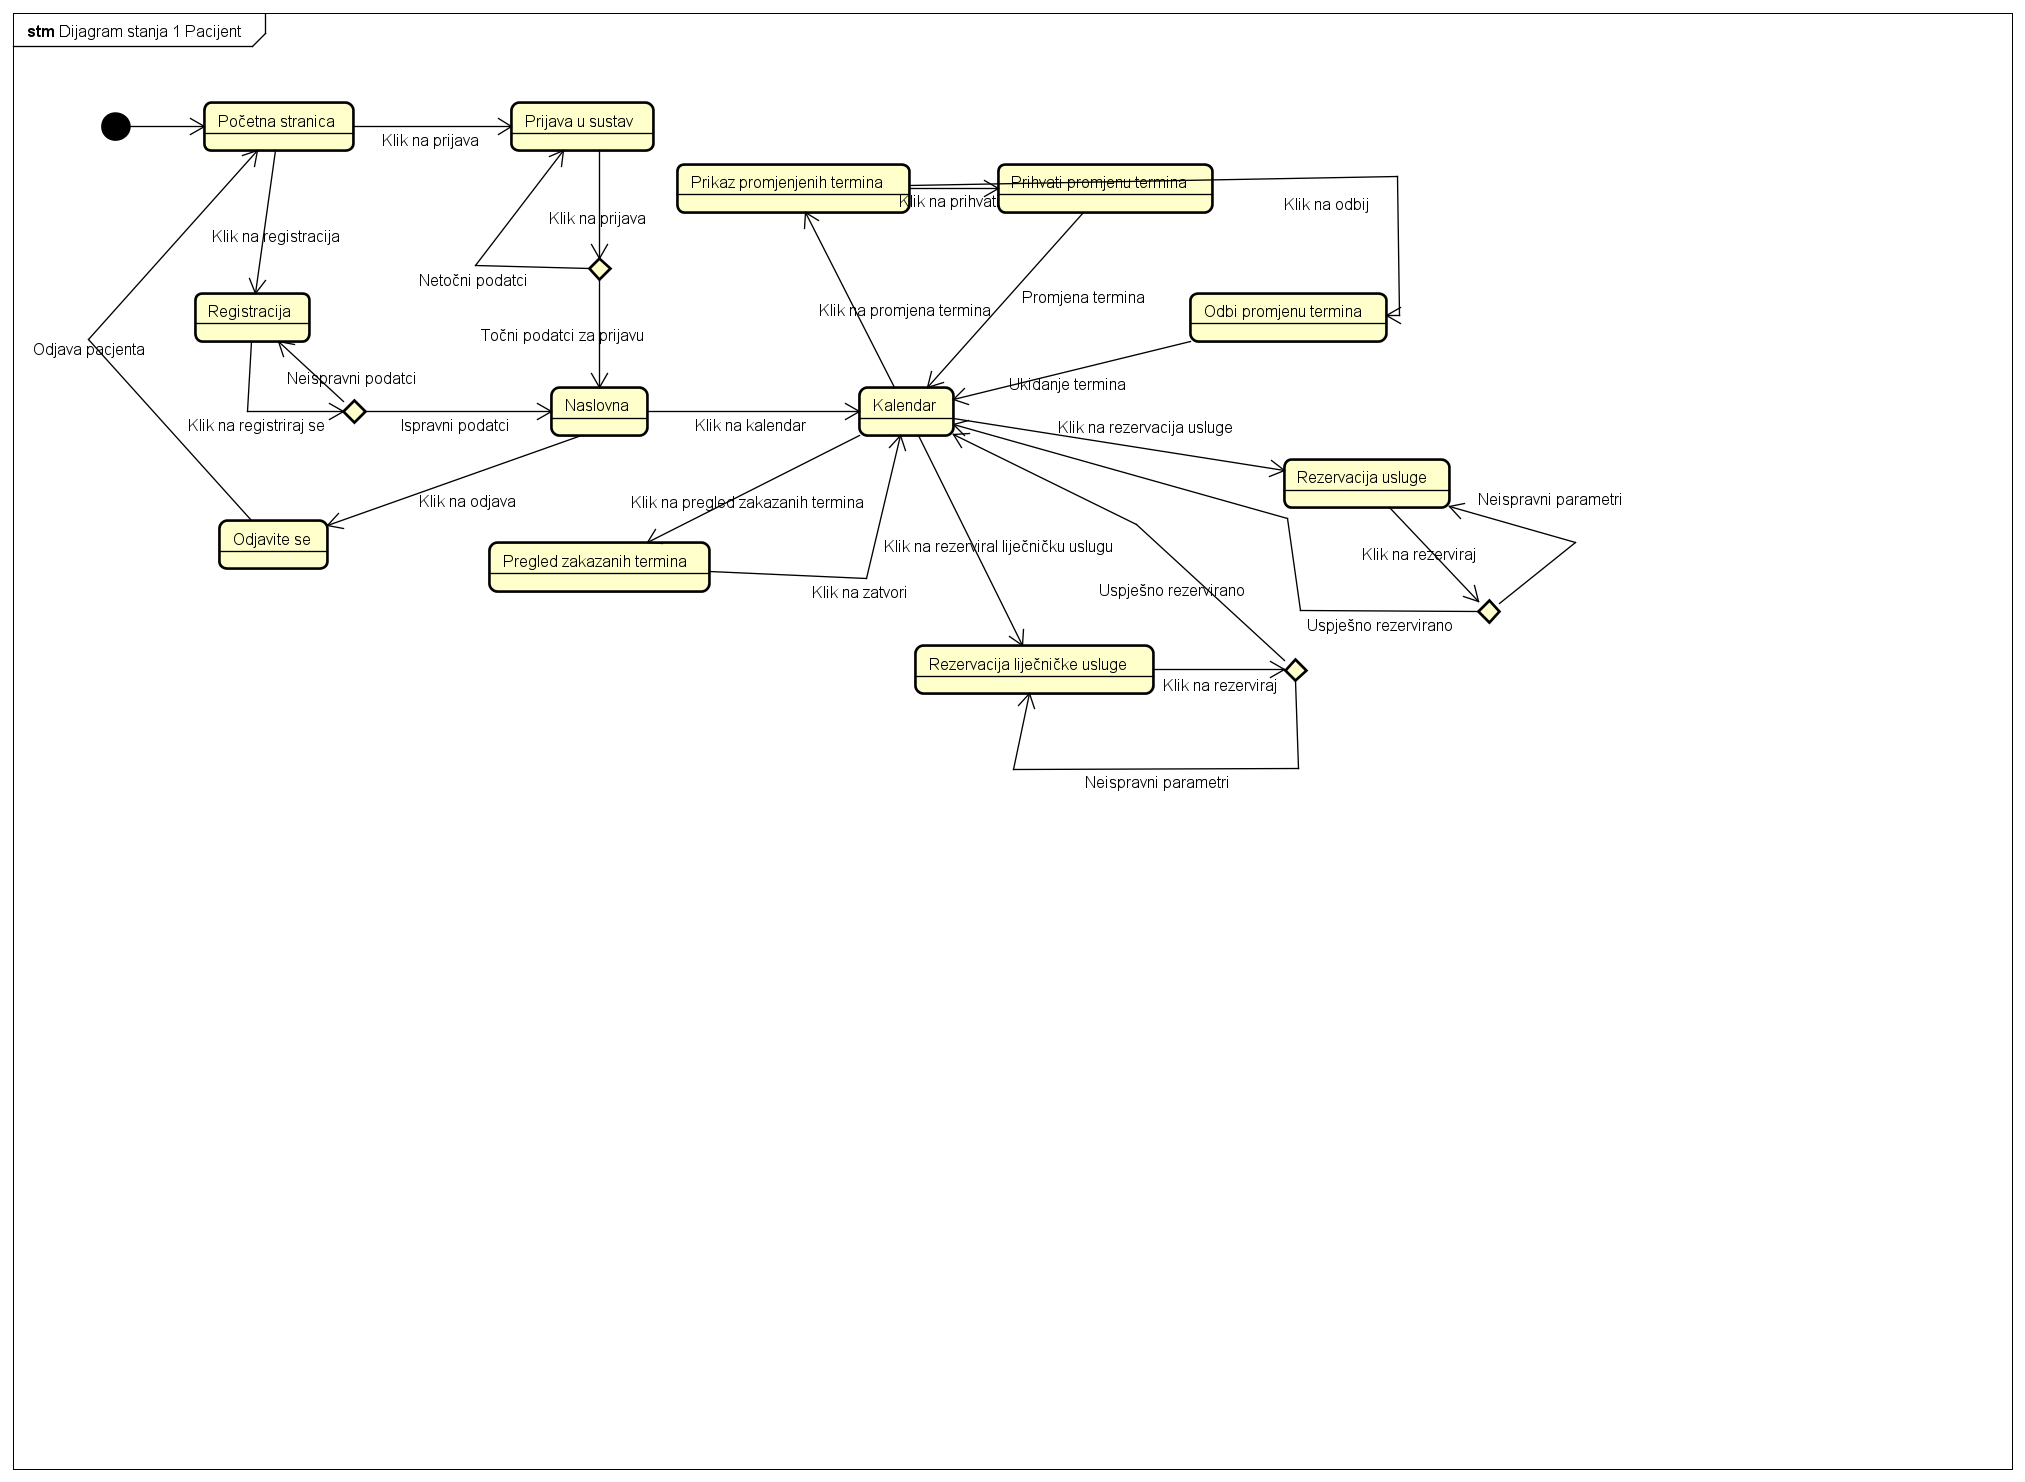 stm Dijagram stanja 1 Pacijent
Početna stranica
Klik na prijava
Prijava u sustav
Prikaz promjenjenih termina
Klik na prihvati
Prihvati promjenu termina
Klik na odbij
Klik na registracija
Klik na prijava
Netočni podatci
Registracija
Klik na promjena termina
Promjena termina
Odbi promjenu termina
Odjava pacjenta
Točni podatci za prijavu
Neispravni podatci
Ukidanje termina
Klik na registriraj se
Ispravni podatci
Naslovna
Klik na kalendar
Kalendar
Klik na rezervacija usluge
Rezervacija usluge
Neispravni parametri
Klik na odjava
Klik na pregled zakazanih termina
Odjavite se
Pregled zakazanih termina
Klik na rezerviral liječničku uslugu
Klik na rezerviraj
Klik na zatvori
Uspješno rezervirano
Uspješno rezervirano
Rezervacija liječničke usluge
Klik na rezerviraj
Neispravni parametri